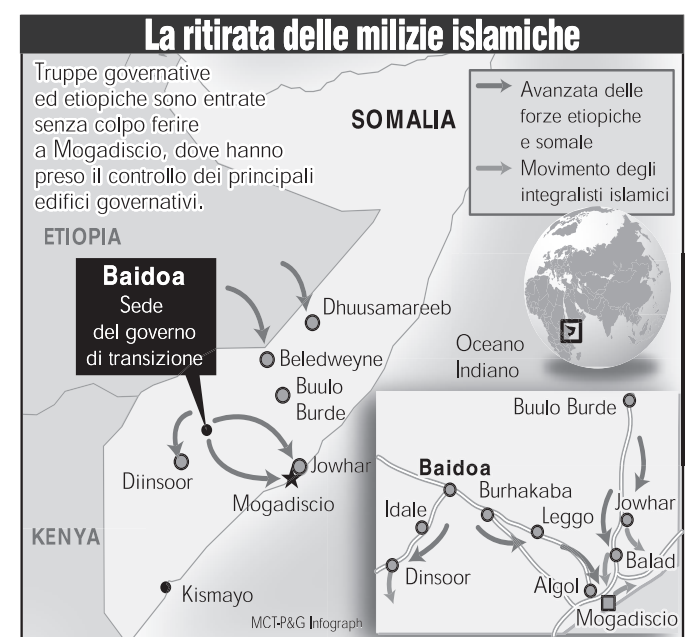 La ritirata delle milizie islamiche
Truppe governative
ed etiopiche sono entrate
senza colpo ferire
a Mogadiscio, dove hanno
preso il controllo dei principali
edifici governativi.
SOMALIA
Avanzata delle
forze etiopiche
e somale
Movimento degli
integralisti islamici
ETIOPIA
Baidoa
Sede
del governo
di transizione
Dhuusamareeb
Beledweyne
Buulo
Burde
Oceano
Indiano
Diinsoor
Jowhar
Mogadiscio
KENYA
Kismayo
MCT-P&G Infograph
Buulo Burde
Baidoa
Burhakaba
Idale
Leggo
Jowhar
Dinsoor
Balad
Algol
Mogadiscio